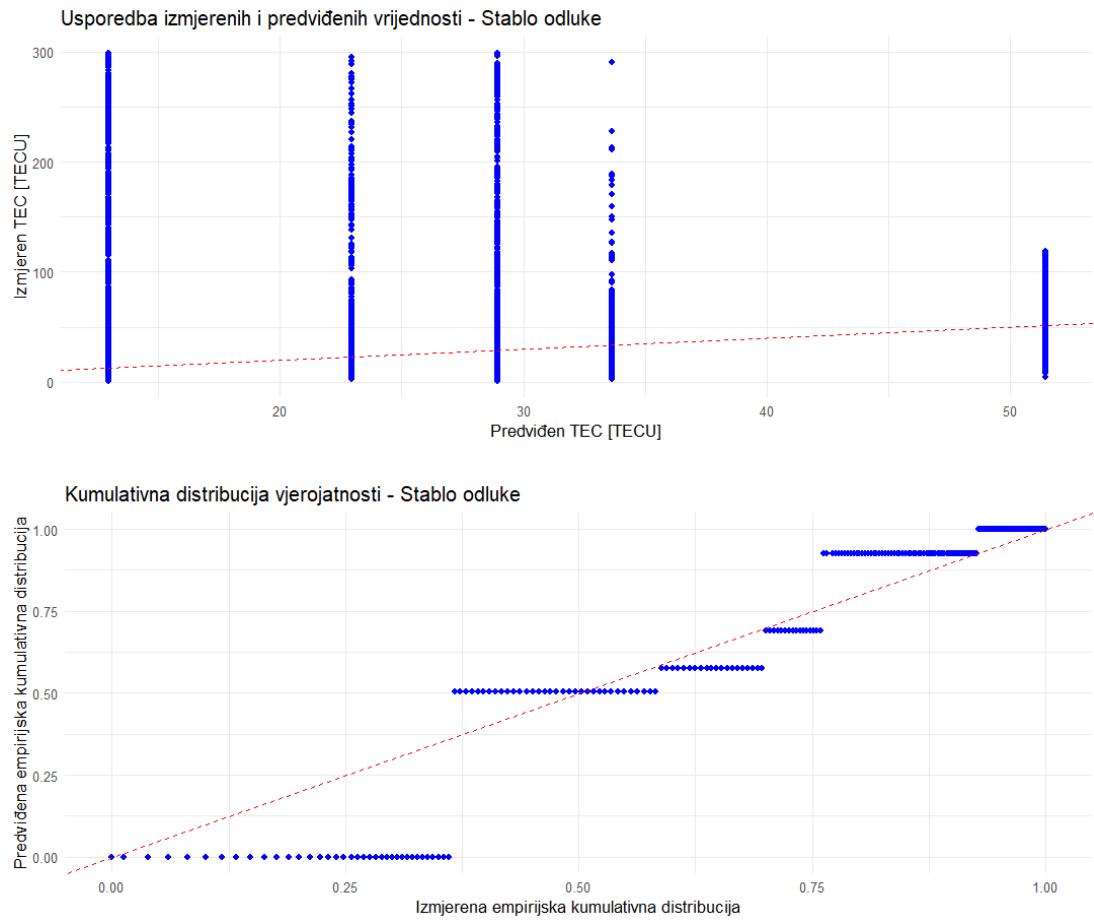 Usporedba izmjerenih i predviđenih vrijednosti - Stablo odluke
Izmjeren TEC [TECU]
300
200
100
0
20 30 40 50
Predviđen TEC [TECU]
Kumulativna distribucija vjerojatnosti - Stablo odluke
Predviđena empirijska kumulativna distribucija
1.00
0.75
0.50
0.25
0.00
0.00 0.25 0.50 0.75 1.00
Izmjerena empirijska kumulativna distribucija